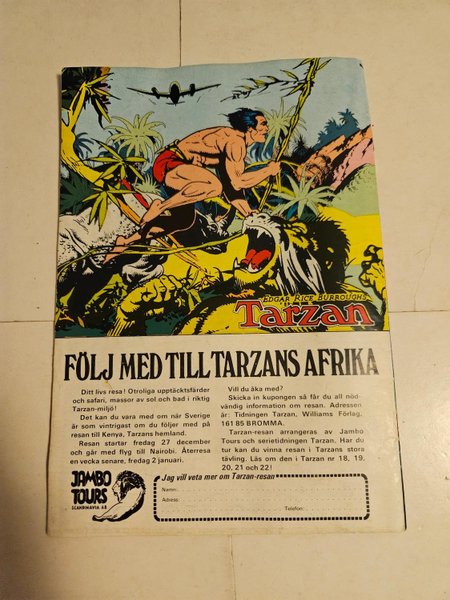 EDGAR RICE BURROUGHS
Tarzan
FÖLJ MED TILL TARZANS AFRIKA
Ditt livs resa! Otroliga upptäcktsfärder
och safari, massor av sol och bad i riktig
Tarzan-miljö!
Det kan du vara med om när Sverige
är som vintrigast om du följer med på
resan till Kenya, Tarzans hemland.
Resan startar fredag 27 december
och går med flyg till Nairobi. Återresa
en vecka senare, fredag 2 januari.
Vill du åka med?
Skicka in kupongen så får du all nöd-
vändig information om resan. Adressen
är: Tidningen Tarzan, Williams Förlag,
161 85 BROMMA.
Tarzan-resan arrangeras av Jambo
Tours och serietidningen Tarzan. Har du
tur kan du vinna resan i Tarzans stora
tävling. Läs om den i Tarzan nr 18, 19,
20, 21 och 22!
JAMBO
TOURS
SCANDINAVIA AB
Jag vill veta mer om Tarzan-resan
Namn:
Adress:
Telefon: